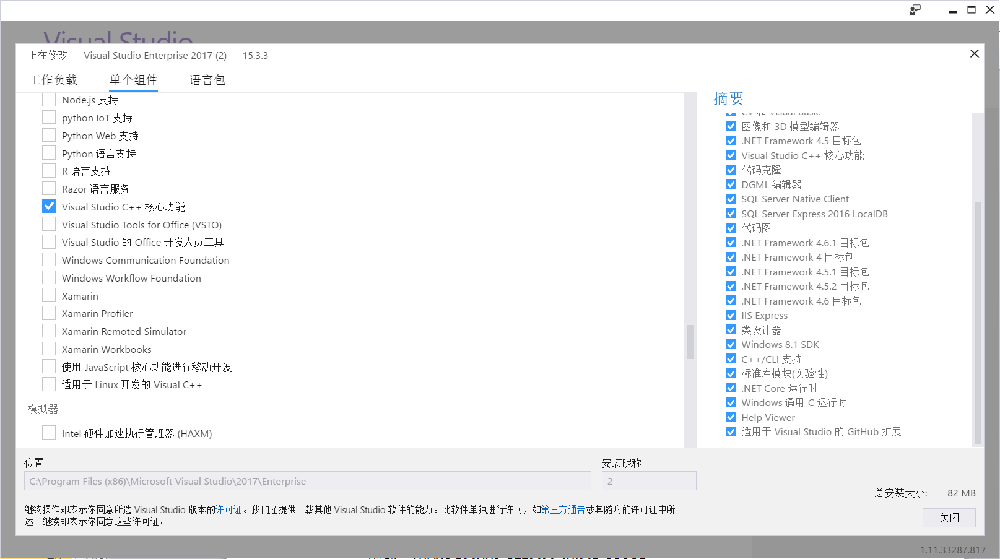 Visual Studio
正在修改 — Visual Studio Enterprise 2017 (2) — 15.3.3
工作负载 单个组件 语言包
Node.js 支持
python IoT 支持
Python Web 支持
Python 语言支持
R 语言支持
Razor 语言服务
Visual Studio C++ 核心功能
Visual Studio Tools for Office (VSTO)
Visual Studio 的 Office 开发人员工具
Windows Communication Foundation
Windows Workflow Foundation
Xamarin
Xamarin Profiler
Xamarin Remoted Simulator
Xamarin Workbooks
使用 JavaScript 核心功能进行移动开发
适用于 Linux 开发的 Visual C++
模拟器
Intel 硬件加速执行管理器 (HAXM)
摘要
C# 和 Visual Basic
图像和 3D 模型编辑器
.NET Framework 4.5 目标包
Visual Studio C++ 核心功能
代码克隆
DGML 编辑器
SQL Server Native Client
SQL Server Express 2016 LocalDB
代码图
.NET Framework 4.6.1 目标包
.NET Framework 4 目标包
.NET Framework 4.5.1 目标包
.NET Framework 4.5.2 目标包
.NET Framework 4.6 目标包
IIS Express
类设计器
Windows 8.1 SDK
C++/CLI 支持
标准库模块(实验性)
.NET Core 运行时
Windows 通用 C 运行时
Help Viewer
适用于 Visual Studio 的 GitHub 扩展
位置
C:\Program Files (x86)\Microsoft Visual Studio\2017\Enterprise
安装昵称
2
总安装大小: 82 MB
继续操作即表示你同意所选 Visual Studio 版本的许可证。我们还提供下载其他 Visual Studio 软件的能力。此软件单独进行许可，如第三方通告或其随附的许可证中所
述。继续即表示你同意这些许可证。
关闭
1.11.33287.817